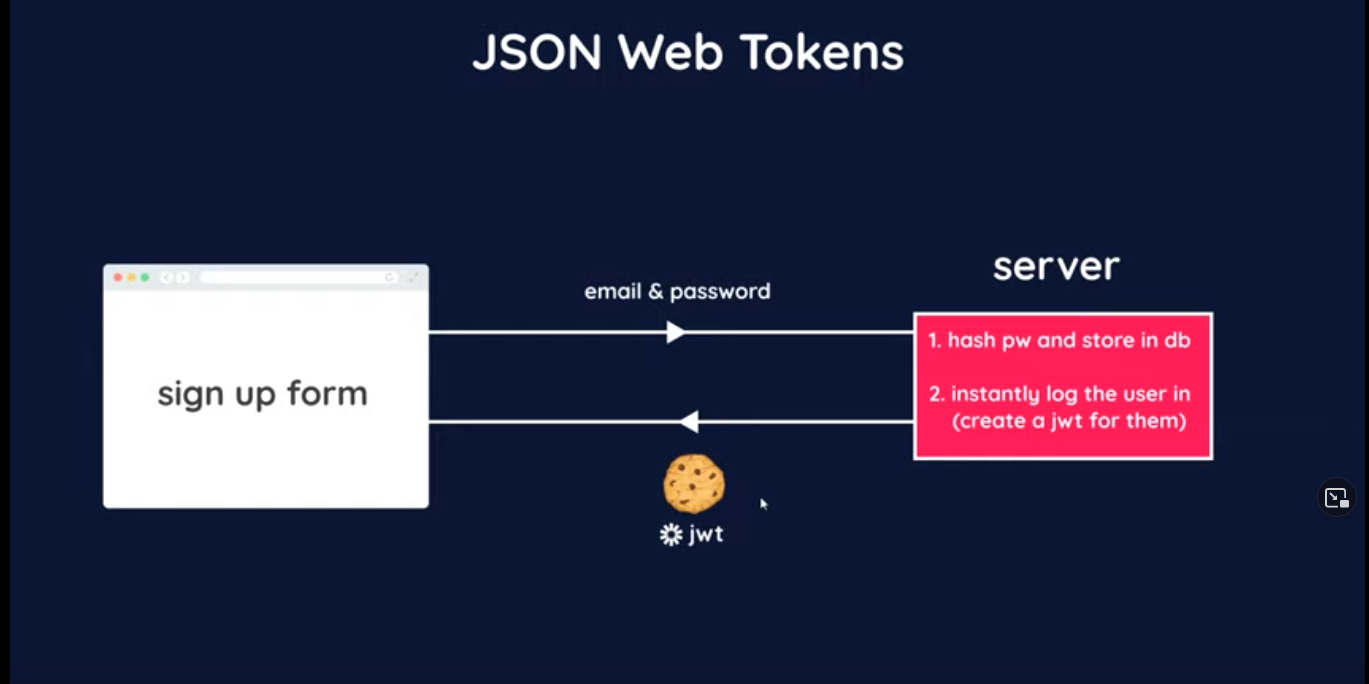 JSON Web Tokens
server
email & password
1. hash pw and store in db
sign up form
2. instantly log the user in
(create a jwt for them)
jwt